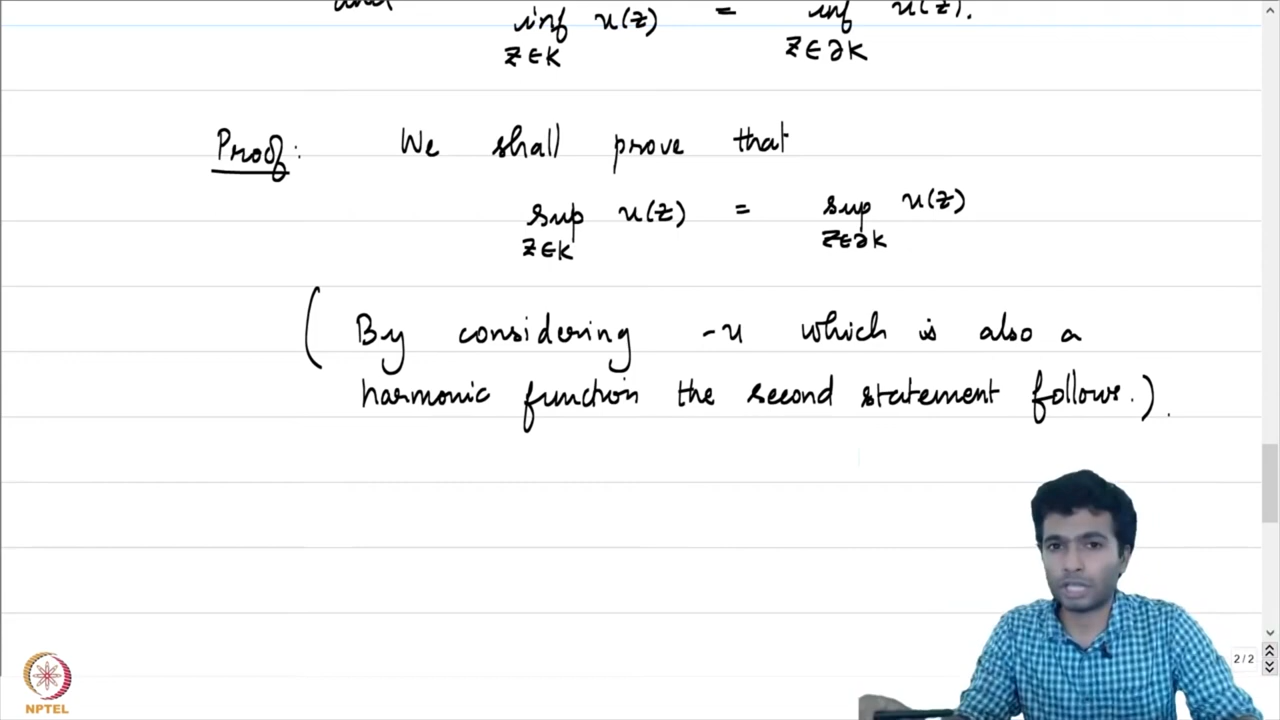 and
inf u(z) = inf u(z).
z∈K z∈∂K
Proof: We shall prove that
sup u(z) = sup u(z)
z∈K z∈∂K
( By considering -u which is also a
harmonic function the second statement follows.).
2/2
NPTEL